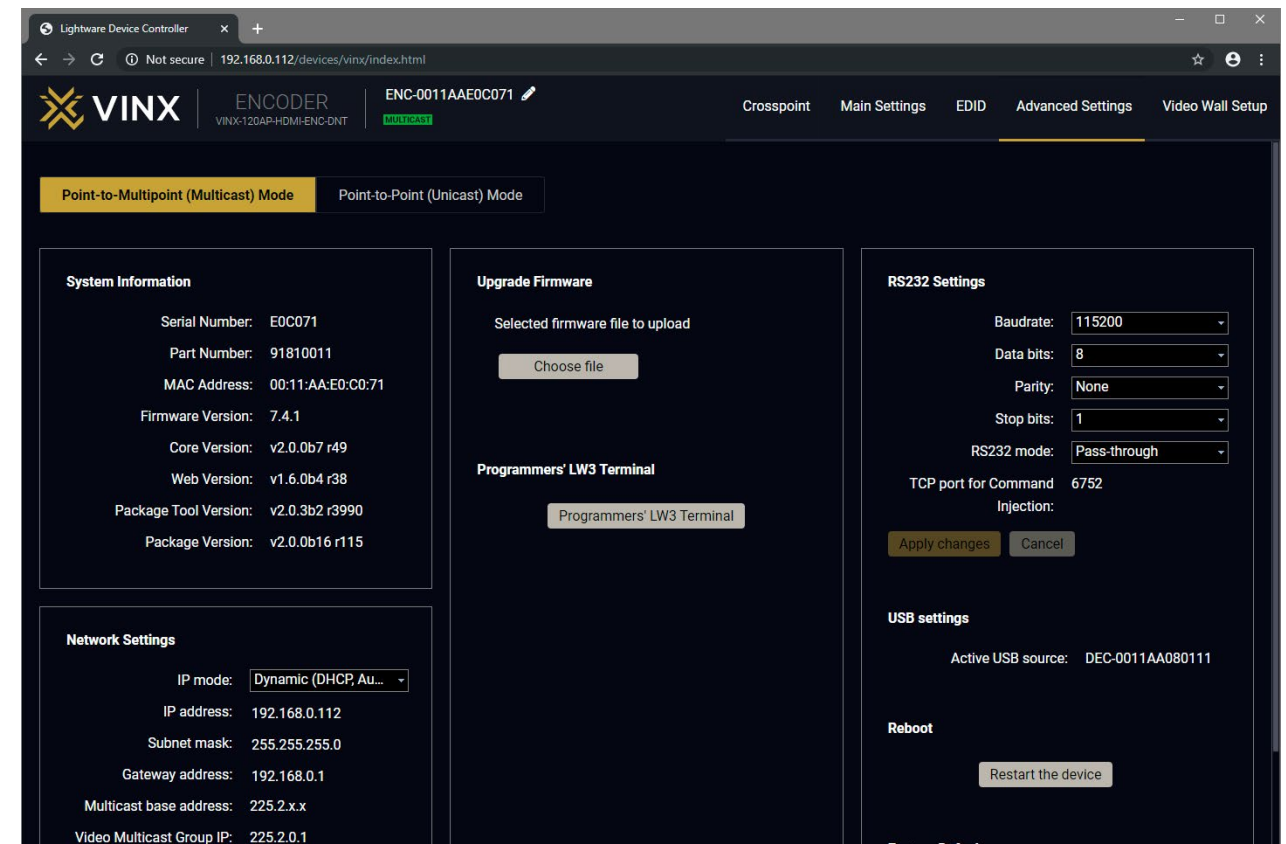 Lightware Device Controller
Not secure | 192.168.0.112/devices/vinx/index.html
VINX
ENCODER
VINX-120AP-HDMI-ENC-DNT
ENC-0011AAE0C071
MULTICAST
Crosspoint Main Settings EDID Advanced Settings Video Wall Setup
Point-to-Multipoint (Multicast) Mode Point-to-Point (Unicast) Mode
System Information
Serial Number: E0C071
Part Number: 91810011
MAC Address: 00:11:AA:E0:C0:71
Firmware Version: 7.4.1
Core Version: v2.0.0b7 r49
Web Version: v1.6.0b4 r38
Package Tool Version: v2.0.3b2 r3990
Package Version: v2.0.0b16 r115
Network Settings
IP mode: Dynamic (DHCP, Au...
IP address: 192.168.0.112
Subnet mask: 255.255.255.0
Gateway address: 192.168.0.1
Multicast base address: 225.2.x.x
Video Multicast Group IP: 225.2.0.1
Upgrade Firmware
Selected firmware file to upload
Choose file
Programmers' LW3 Terminal
Programmers' LW3 Terminal
RS232 Settings
Baudrate: 115200
Data bits: 8
Parity: None
Stop bits: 1
RS232 mode: Pass-through
TCP port for Command 6752
Injection:
Apply changes Cancel
USB settings
Active USB source: DEC-0011AA080111
Reboot
Restart the device